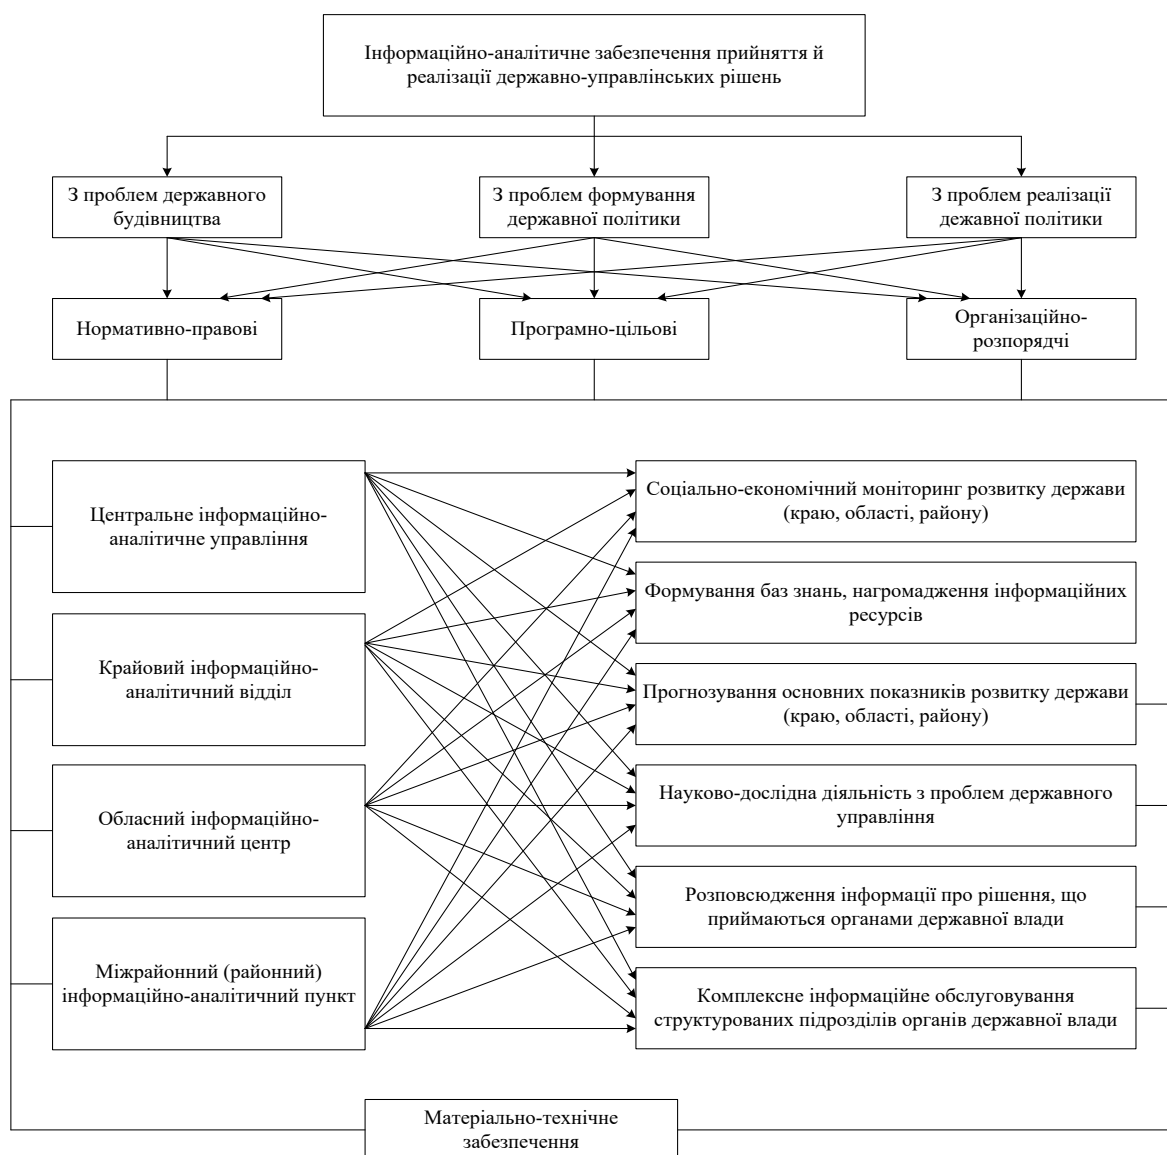 Інформаційно-аналітичне забезпечення прийняття й
реалізації державно-управлінських рішень
З проблем державного
будівництва
З проблем формування
державної політики
З проблем реалізації
дежавної політики
Нормативно-правові
Програмно-цільові
Організаційно-
розпорядчі
Центральне інформаційно-
аналітичне управління
Крайовий інформаційно-
аналітичний відділ
Обласний інформаційно-
аналітичний центр
Міжрайонний (районний)
інформаційно-аналітичний пункт
Соціально-економічний моніторинг розвитку держави
(краю, області, району)
Формування баз знань, нагромадження інформаційних
ресурсів
Прогнозування основних показників розвитку держави
(краю, області, району)
Науково-дослідна діяльність з проблем державного
управління
Розповсюдження інформації про рішення, що
приймаються органами державної влади
Комплексне інформаційне обслуговування
структурованих підрозділів органів державної влади
Матеріально-технічне
забезпечення